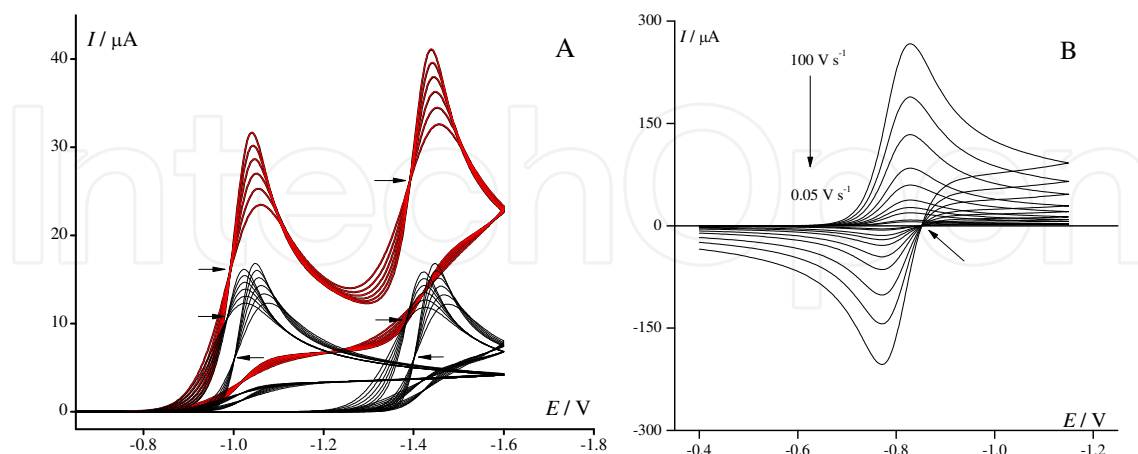 I / μA
A
40
30
20
10
0
E / V
-0.8
-1.0
-1.2
-1.4
-1.6
-1.8
300
I / μA
B
100 V s⁻¹
150
0.05 V s⁻¹
0
-150
E / V
-300
-0.4
-0.6
-0.8
-1.0
-1.2
IntechOpen